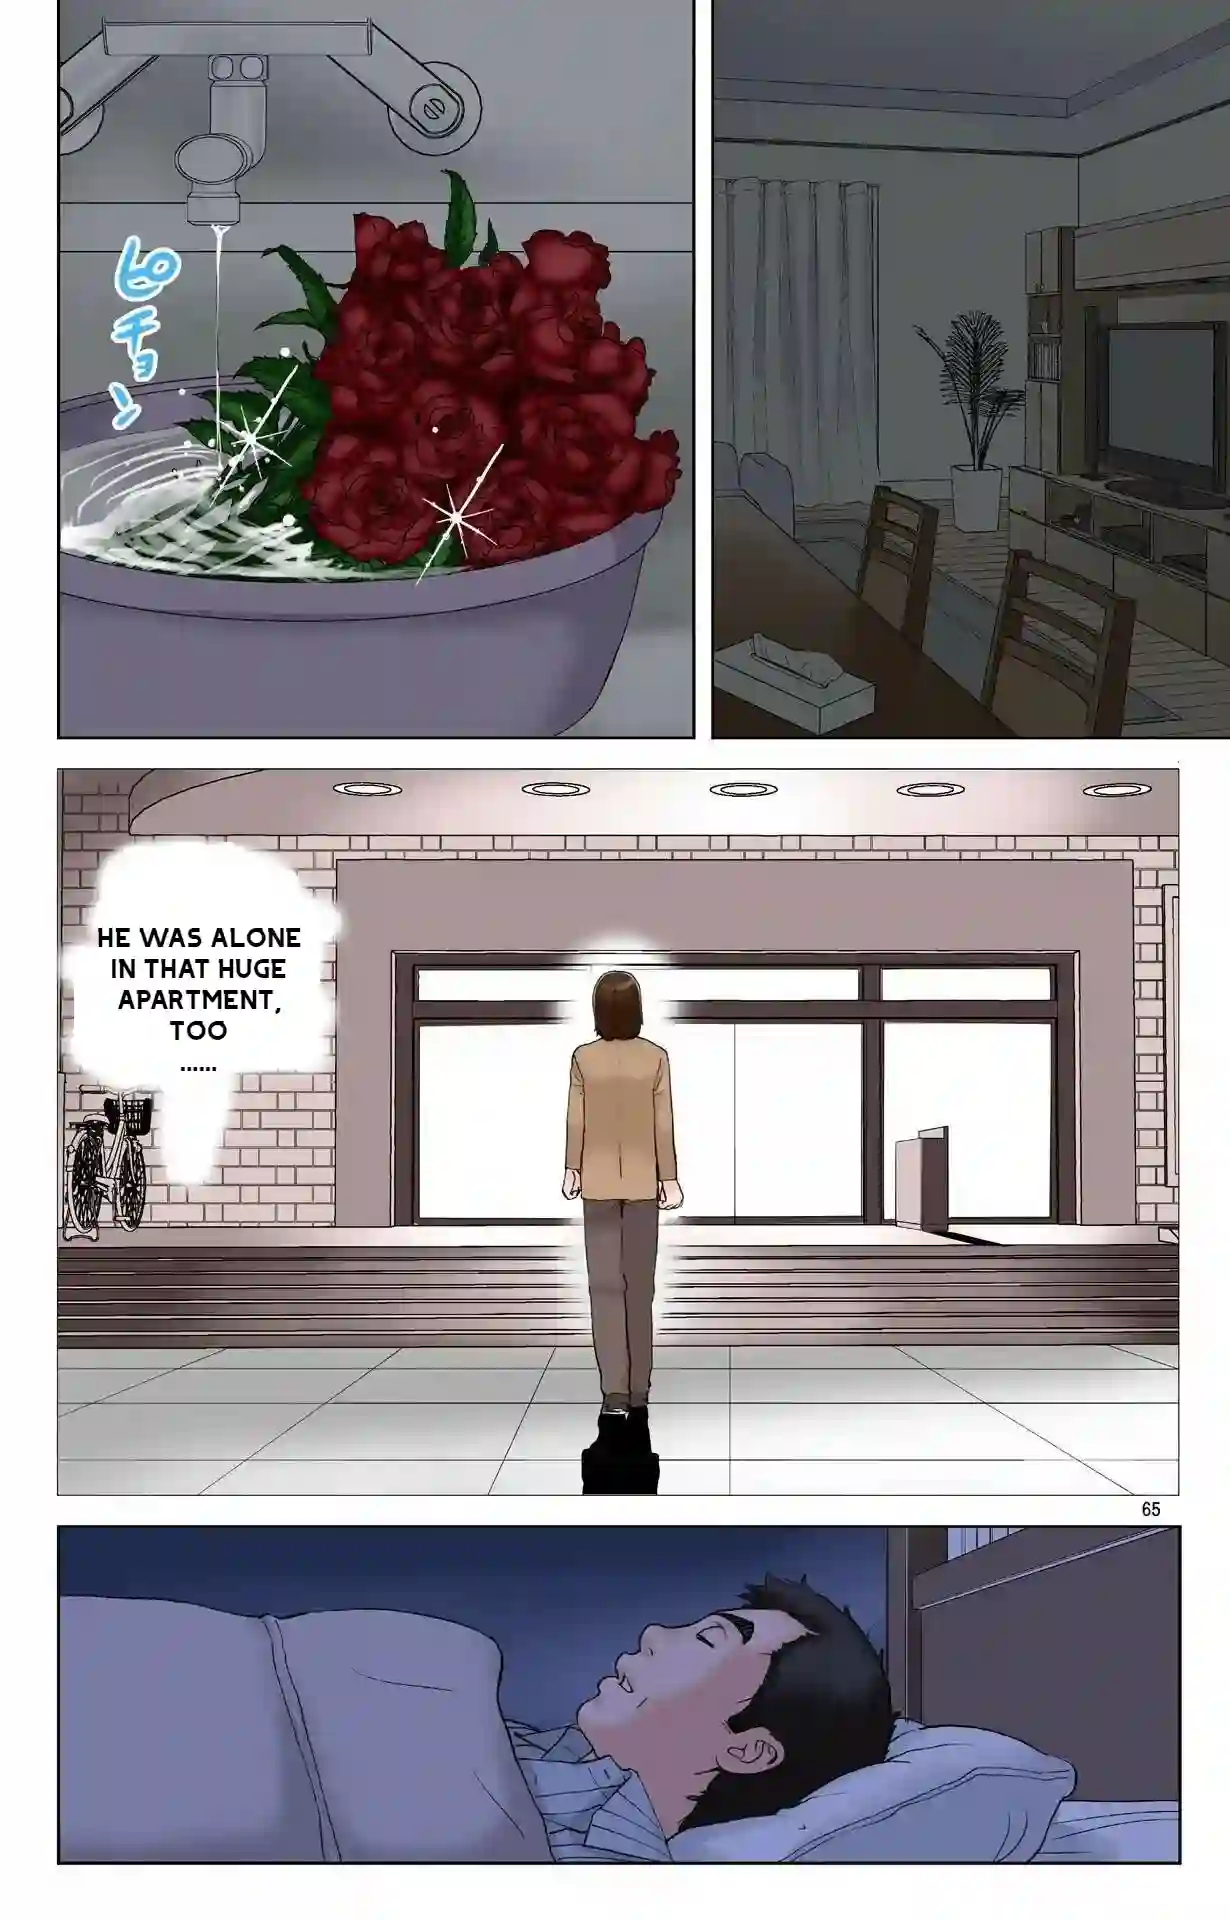 ピチョン
HE WAS ALONE
IN THAT HUGE
APARTMENT,
TOO
......
65